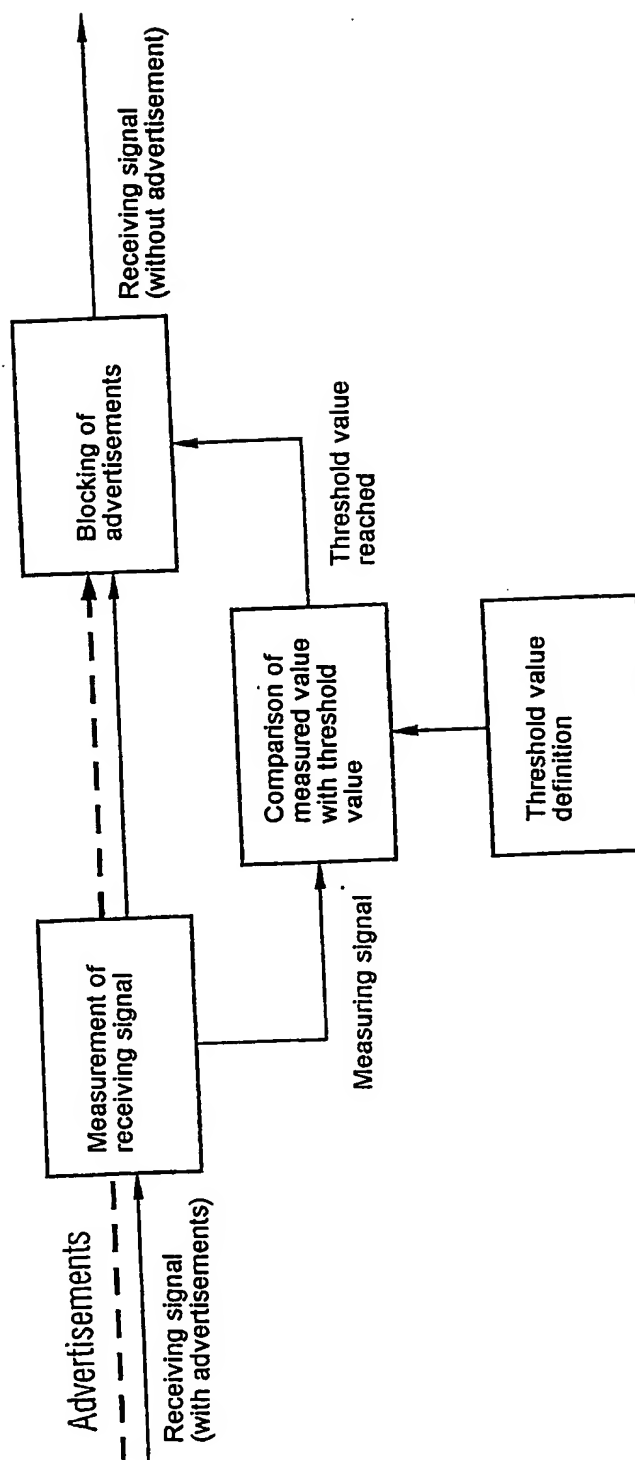 Advertisements
Receiving signal
(with advertisements)
Measurement of
receiving signal
Measuring signal
Comparison of
measured value
with threshold
value
Threshold value
definition
Threshold value
reached
Blocking of
advertisements
Receiving signal
(without advertisement)